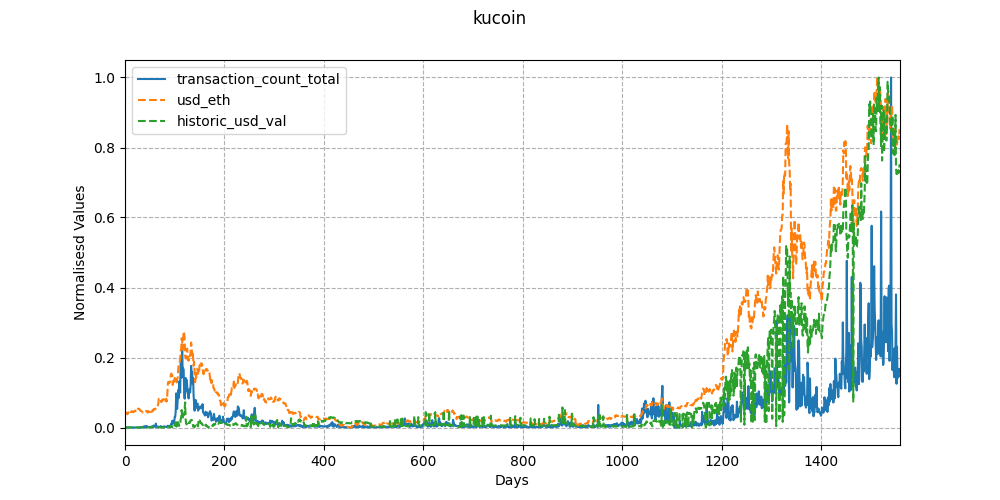 kucoin
transaction_count_total
usd_eth
historic_usd_val
Normalisesd Values
1.0
0.8
0.6
0.4
0.2
0.0
0 200 400 600 800 1000 1200 1400
Days